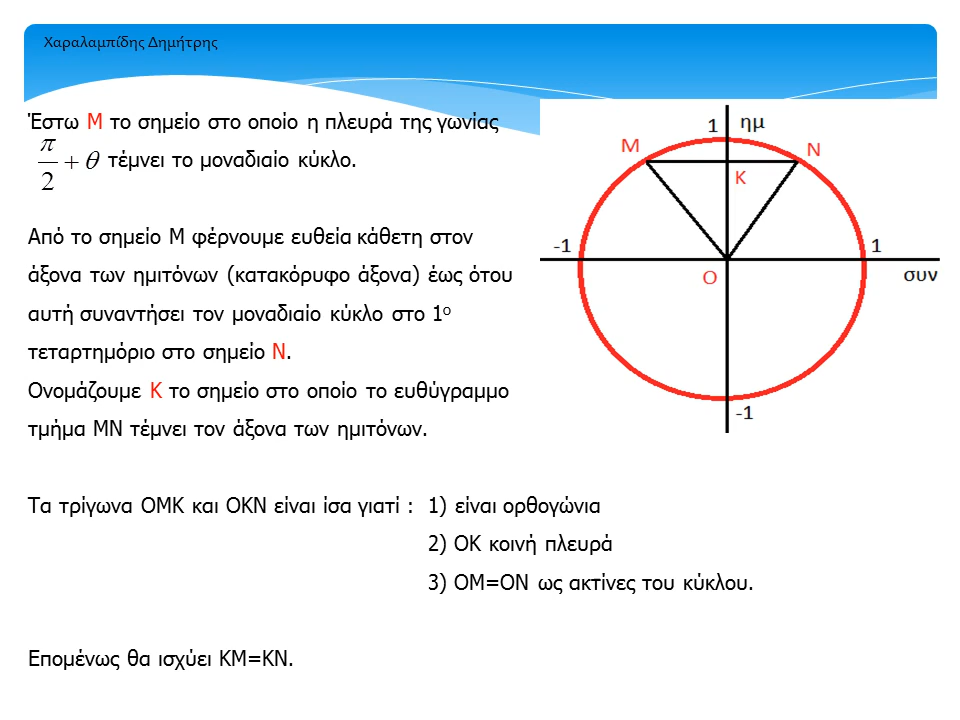 Χαραλαμπίδης Δημήτρης
Έστω Μ το σημείο στο οποίο η πλευρά της γωνίας
π/2 + θ τέμνει το μοναδιαίο κύκλο.
Από το σημείο Μ φέρνουμε ευθεία κάθετη στον
άξονα των ημιτόνων (κατακόρυφο άξονα) έως ότου
αυτή συναντήσει τον μοναδιαίο κύκλο στο 1ο
τεταρτημόριο στο σημείο Ν.
Ονομάζουμε Κ το σημείο στο οποίο το ευθύγραμμο
τμήμα ΜΝ τέμνει τον άξονα των ημιτόνων.
Τα τρίγωνα ΟΜΚ και ΟΚΝ είναι ίσα γιατί : 1) είναι ορθογώνια
2) ΟΚ κοινή πλευρά
3) ΟΜ=ΟΝ ως ακτίνες του κύκλου.
Επομένως θα ισχύει ΚΜ=ΚΝ.
1 ημ
Μ Ν
Κ
-1 1
Ο συν
-1